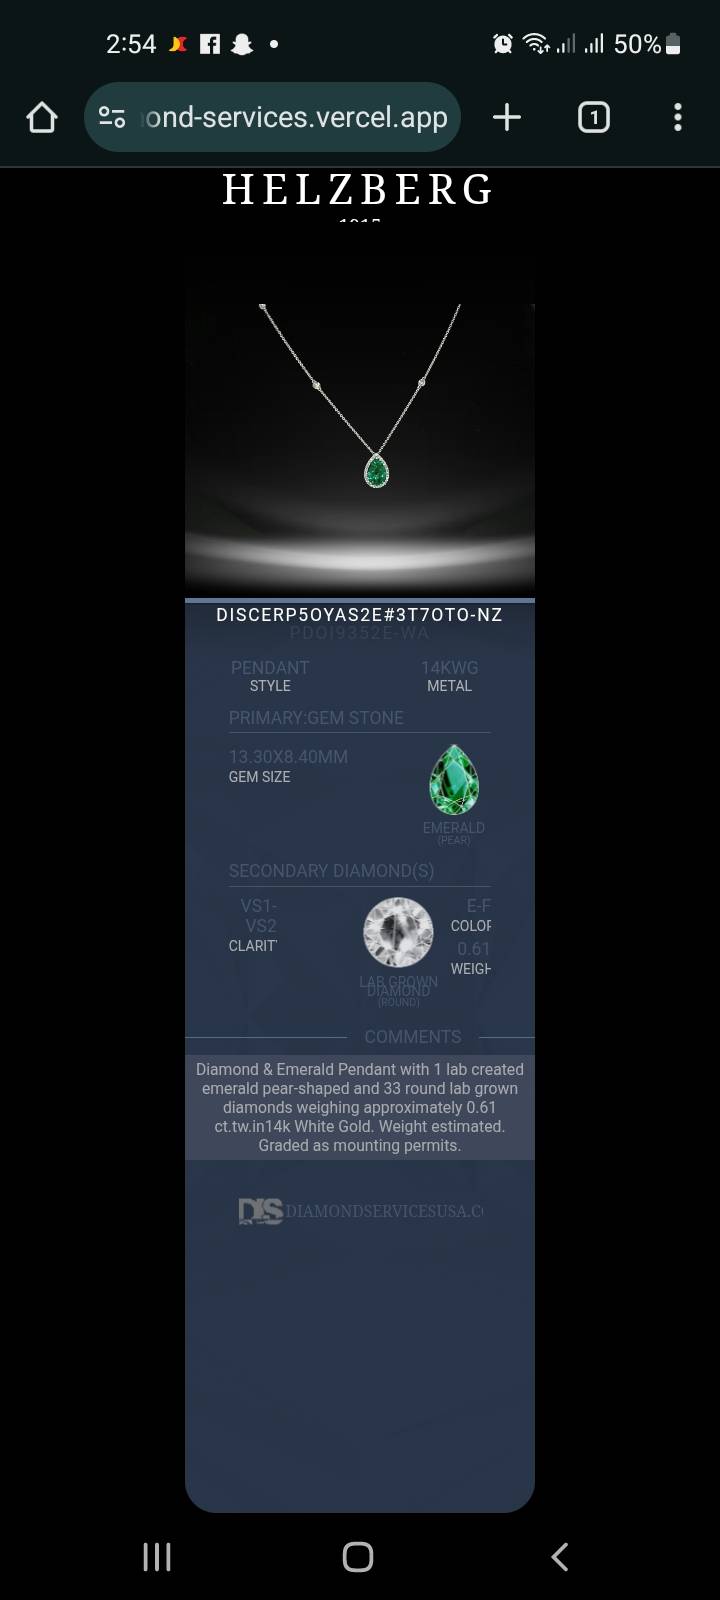 2:54
50%
ond-services.vercel.app
1
HELZBERG
1915
DISCERP5OYAS2E#3T7OTO-NZ
PDOI9352E-WA
PENDANT 14KWG
STYLE METAL
PRIMARY:GEM STONE
13.30X8.40MM
GEM SIZE
EMERALD
(PEAR)
SECONDARY DIAMOND(S)
VS1- E-F
VS2 COLOR
CLARIT 0.61
WEIGH
LAB GROWN
DIAMOND
(ROUND)
COMMENTS
Diamond & Emerald Pendant with 1 lab created
emerald pear-shaped and 33 round lab grown
diamonds weighing approximately 0.61
ct.tw.in14k White Gold. Weight estimated.
Graded as mounting permits.
DLS DIAMONDSERVICESUSA.C